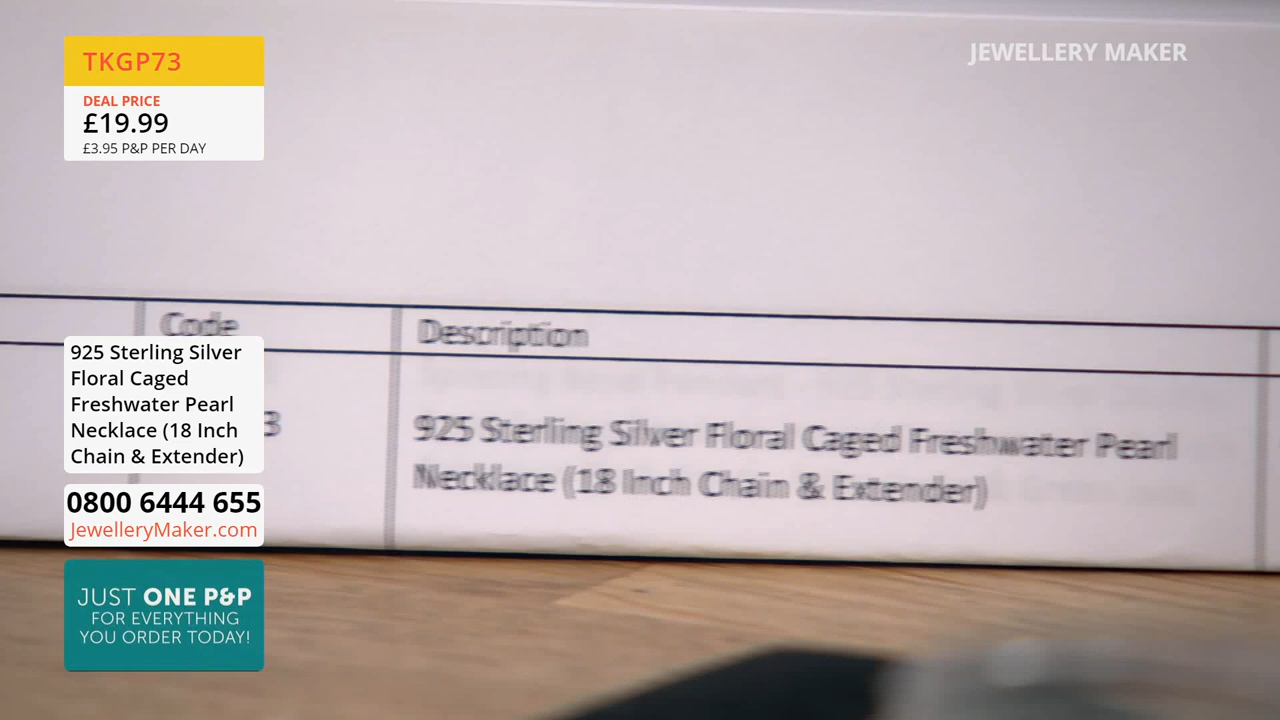 TKGP73
DEAL PRICE
£19.99
£3.95 P&P PER DAY
JEWELLERY MAKER
Code
Description
925 Sterling Silver
Floral Caged
Freshwater Pearl
Necklace (18 Inch
Chain & Extender)
3
925 Sterling Silver Floral Caged Freshwater Pearl
Necklace (18 Inch Chain & Extender)
0800 6444 655
JewelleryMaker.com
JUST ONE P&P
FOR EVERYTHING
YOU ORDER TODAY!